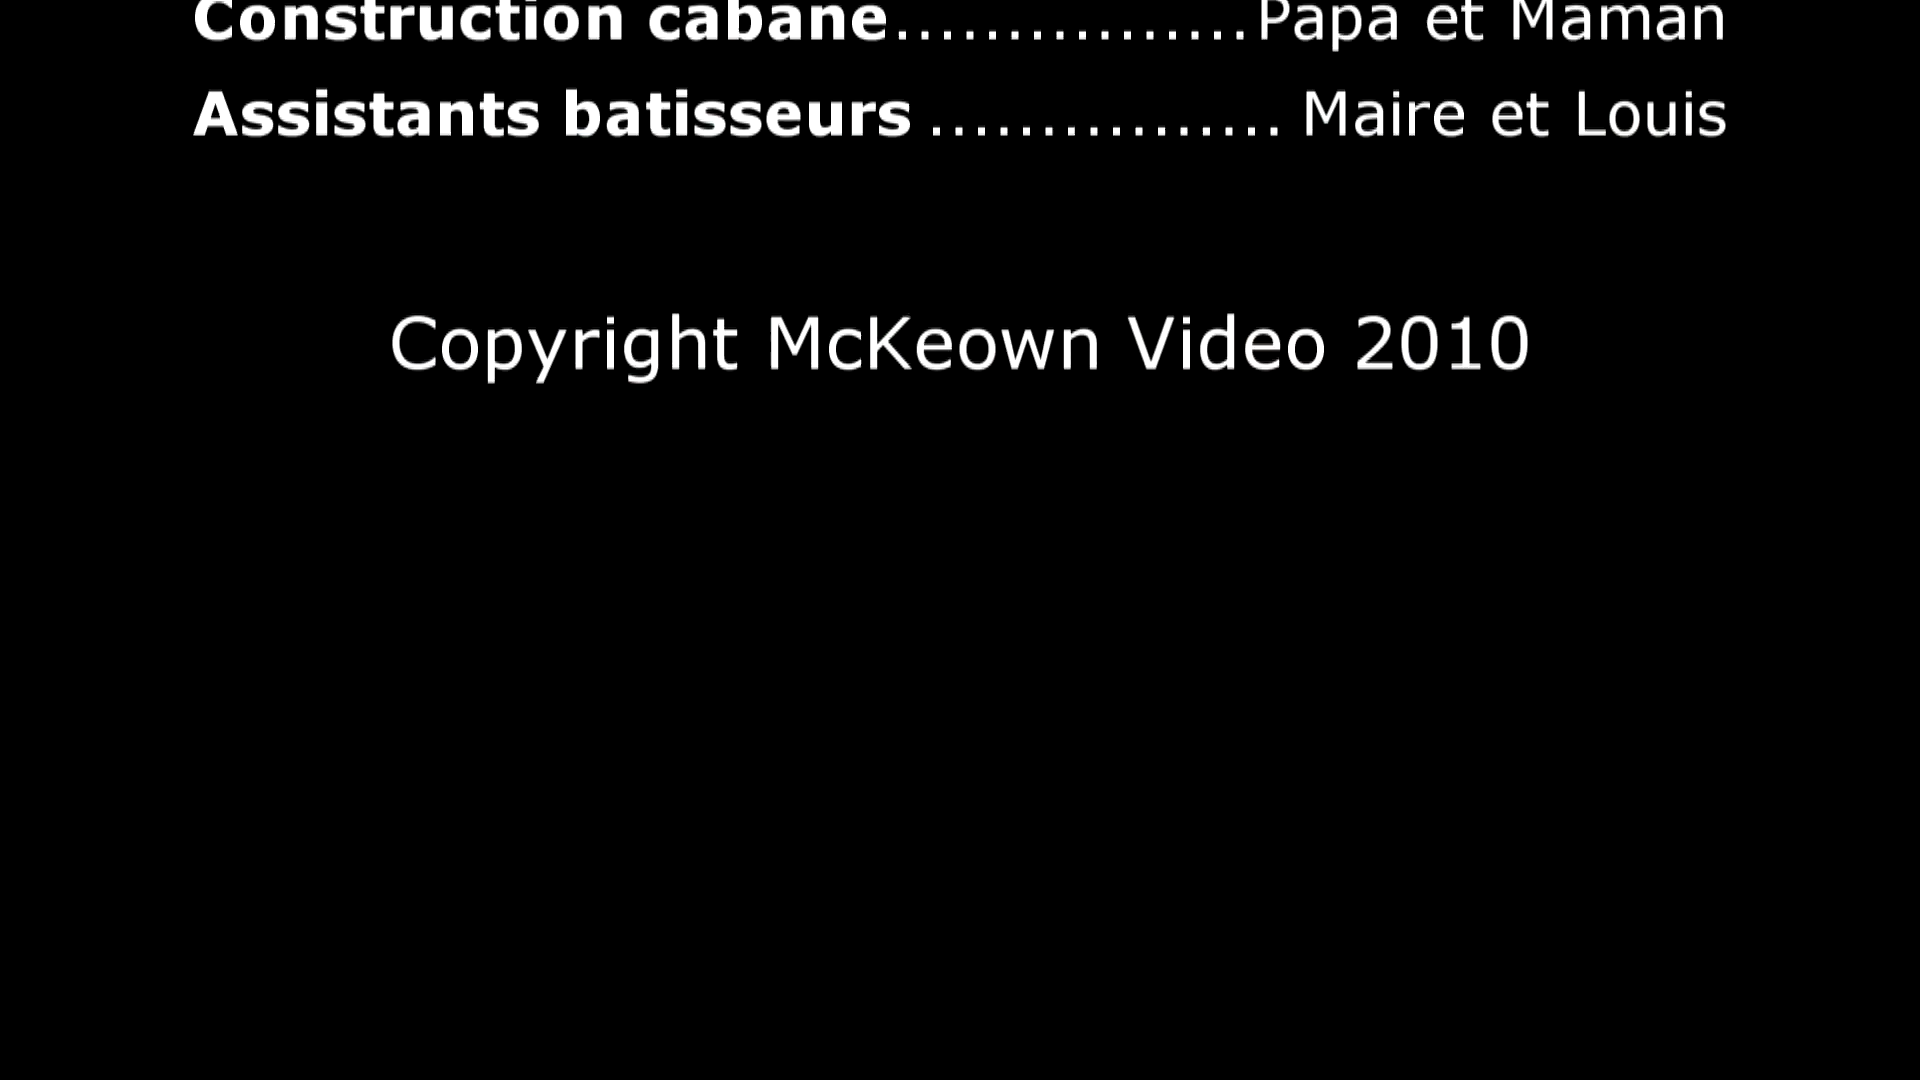 Construction cabane................Papa et Maman
Assistants batisseurs ................ Maire et Louis
Copyright McKeown Video 2010